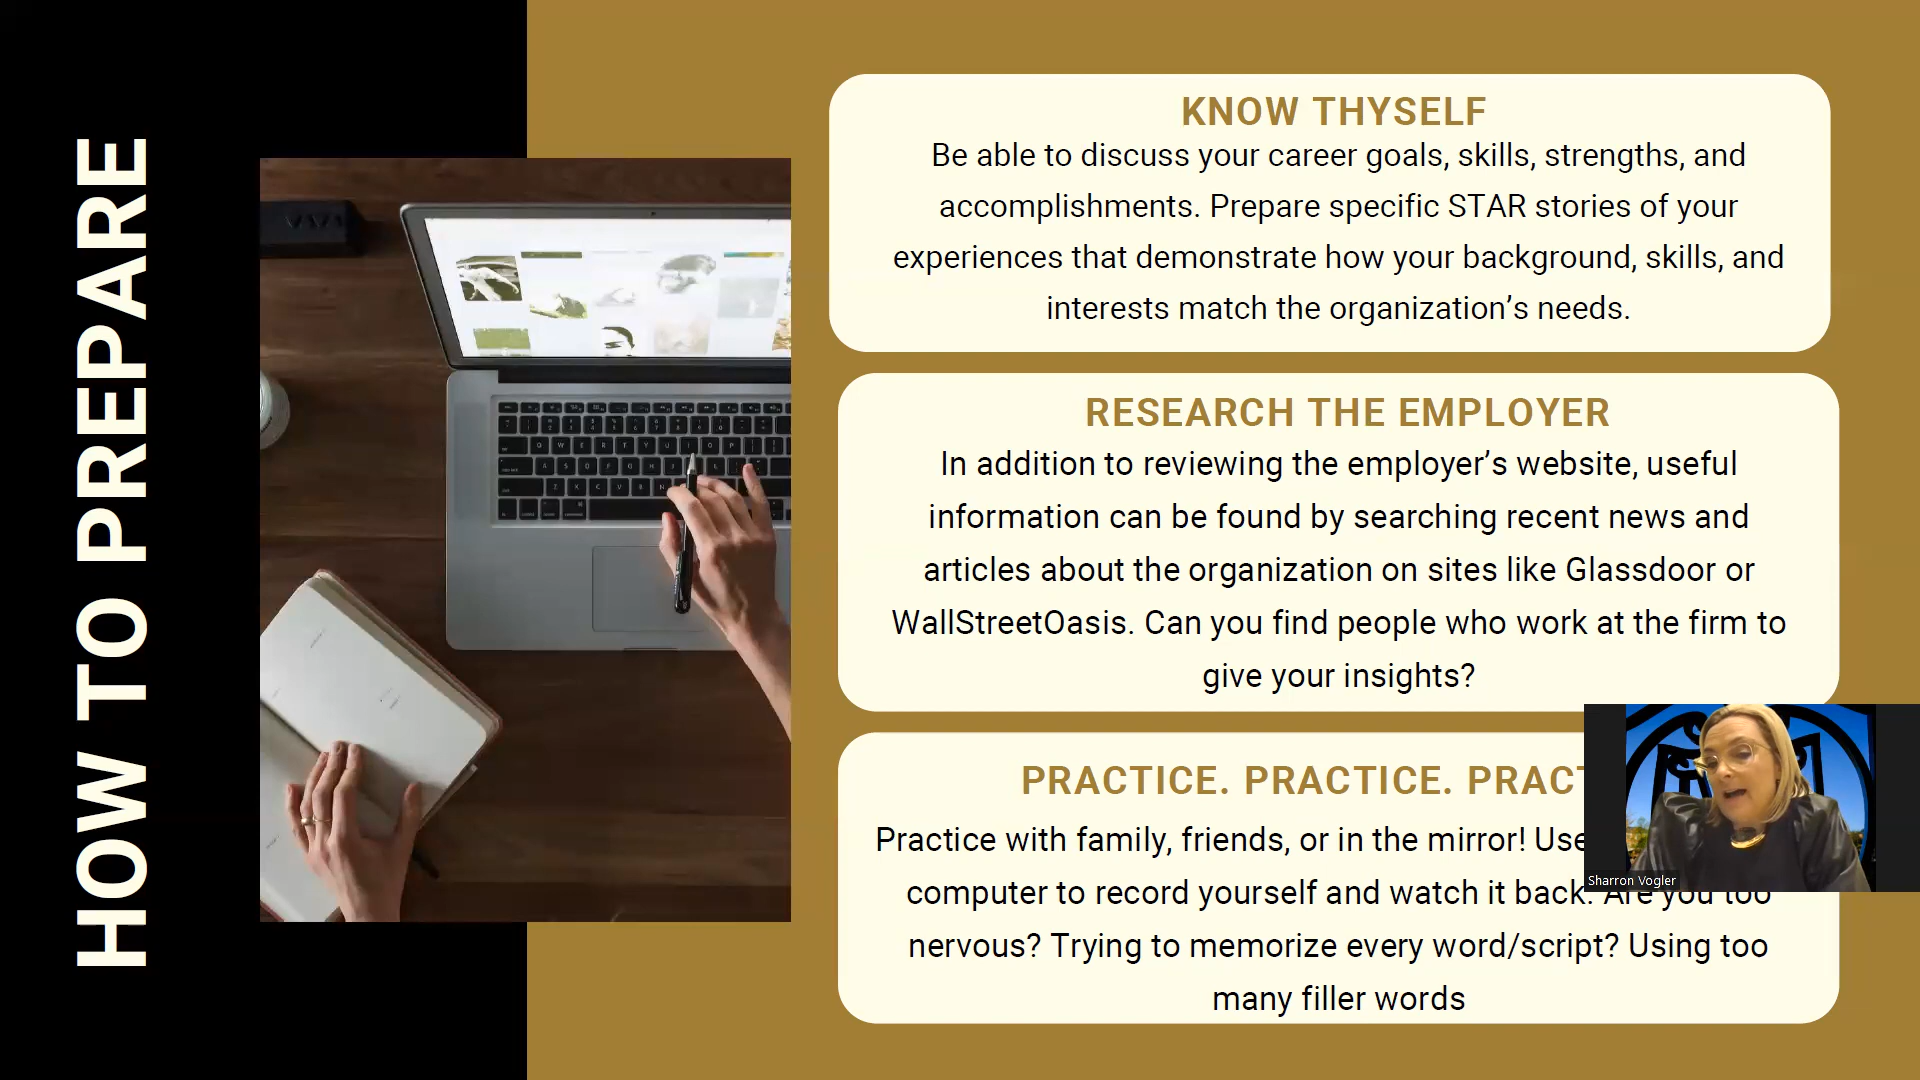 HOW TO PREPARE
KNOW THYSELF
Be able to discuss your career goals, skills, strengths, and
accomplishments. Prepare specific STAR stories of your
experiences that demonstrate how your background, skills, and
interests match the organization’s needs.
RESEARCH THE EMPLOYER
In addition to reviewing the employer’s website, useful
information can be found by searching recent news and
articles about the organization on sites like Glassdoor or
WallStreetOasis. Can you find people who work at the firm to
give your insights?
PRACTICE. PRACTICE. PRACT
Practice with family, friends, or in the mirror! Use
computer to record yourself and watch it back. Are you too
nervous? Trying to memorize every word/script? Using too
many filler words
Sharron Vogler